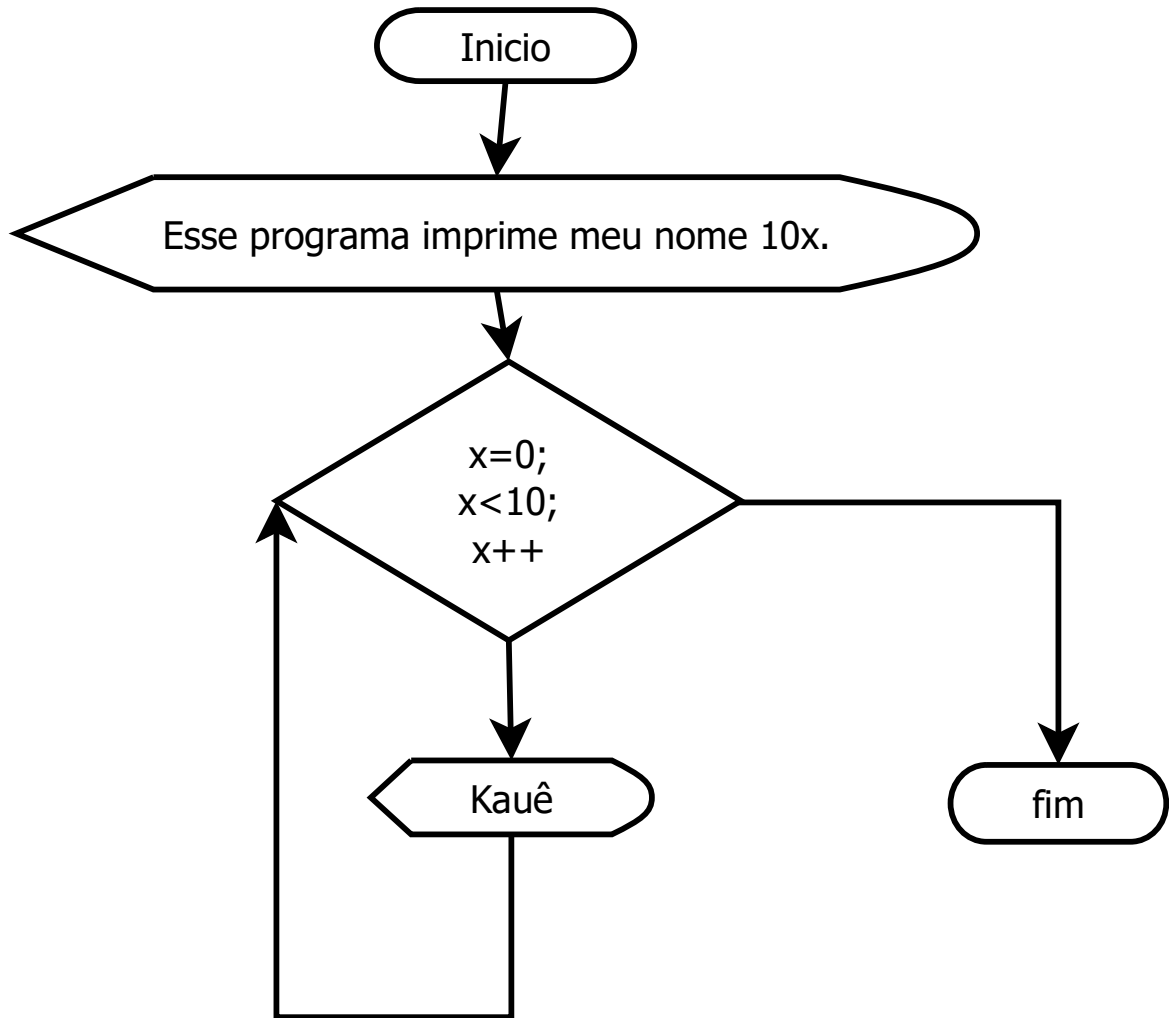 Inicio
Esse programa imprime meu nome 10x.
x=0;
x<10;
x++
Kauê
fim